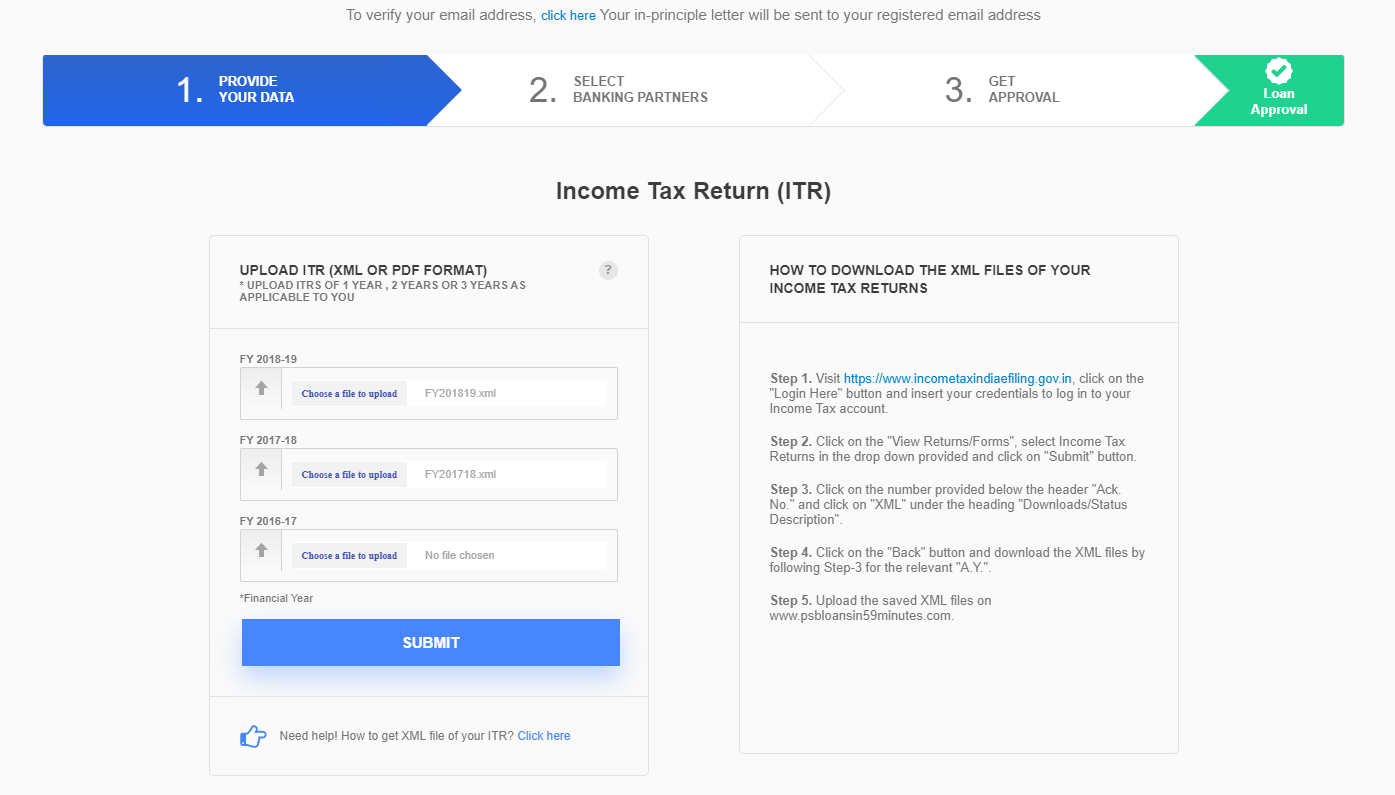 To verify your email address, click here Your in-principle letter will be sent to your registered email address
1. PROVIDE
YOUR DATA
2. SELECT
BANKING PARTNERS
3. GET
APPROVAL
Loan
Approval
Income Tax Return (ITR)
UPLOAD ITR (XML OR PDF FORMAT)
?
* UPLOAD ITRS OF 1 YEAR , 2 YEARS OR 3 YEARS AS
APPLICABLE TO YOU
FY 2018-19
Choose a file to upload FY201819.xml
FY 2017-18
Choose a file to upload FY201718.xml
FY 2016-17
Choose a file to upload No file chosen
*Financial Year
SUBMIT
Need help! How to get XML file of your ITR? Click here
HOW TO DOWNLOAD THE XML FILES OF YOUR
INCOME TAX RETURNS
Step 1. Visit https://www.incometaxindiaefiling.gov.in, click on the
"Login Here" button and insert your credentials to log in to your
Income Tax account.
Step 2. Click on the "View Returns/Forms", select Income Tax
Returns in the drop down provided and click on "Submit" button.
Step 3. Click on the number provided below the header "Ack.
No." and click on "XML" under the heading "Downloads/Status
Description".
Step 4. Click on the "Back" button and download the XML files by
following Step-3 for the relevant "A.Y.".
Step 5. Upload the saved XML files on
www.psbloansin59minutes.com.